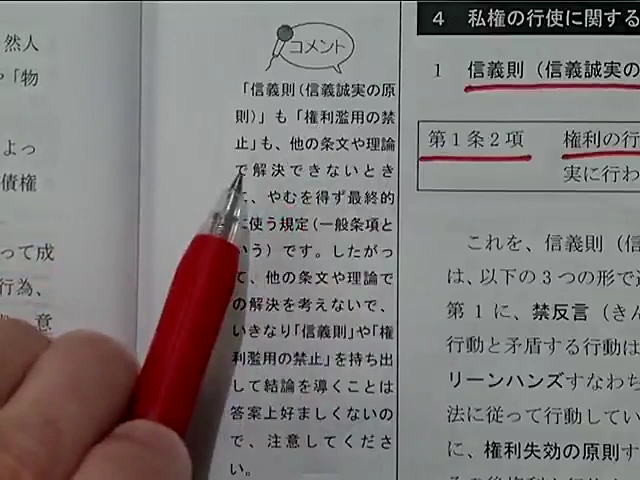 然人
「物
よっ
債権
って成
行為、
意
コメント
「信義則(信義誠実の原
則)」も「権利濫用の禁
止」も、他の条文や理論
で解決できないとき
、やむを得ず最終的
使う規定(一般条項と
いう)です。したがっ
て、他の条文や理論で
の解決を考えないで、
いきなり「信義則」や「権
利濫用の禁止」を持ち出
して結論を導くことは
答案上好ましくないの
で、注意してくださ
い。
4 私権の行使に関する
1 信義則(信義誠実の
第1条2項 権利の行
実に行わ
これを、信義則(信
は、以下の3つの形で
第1に、禁反言(きん
行動と矛盾する行動は
リーンハンズすなわち
法に従って行動してい
に、権利失効の原則す